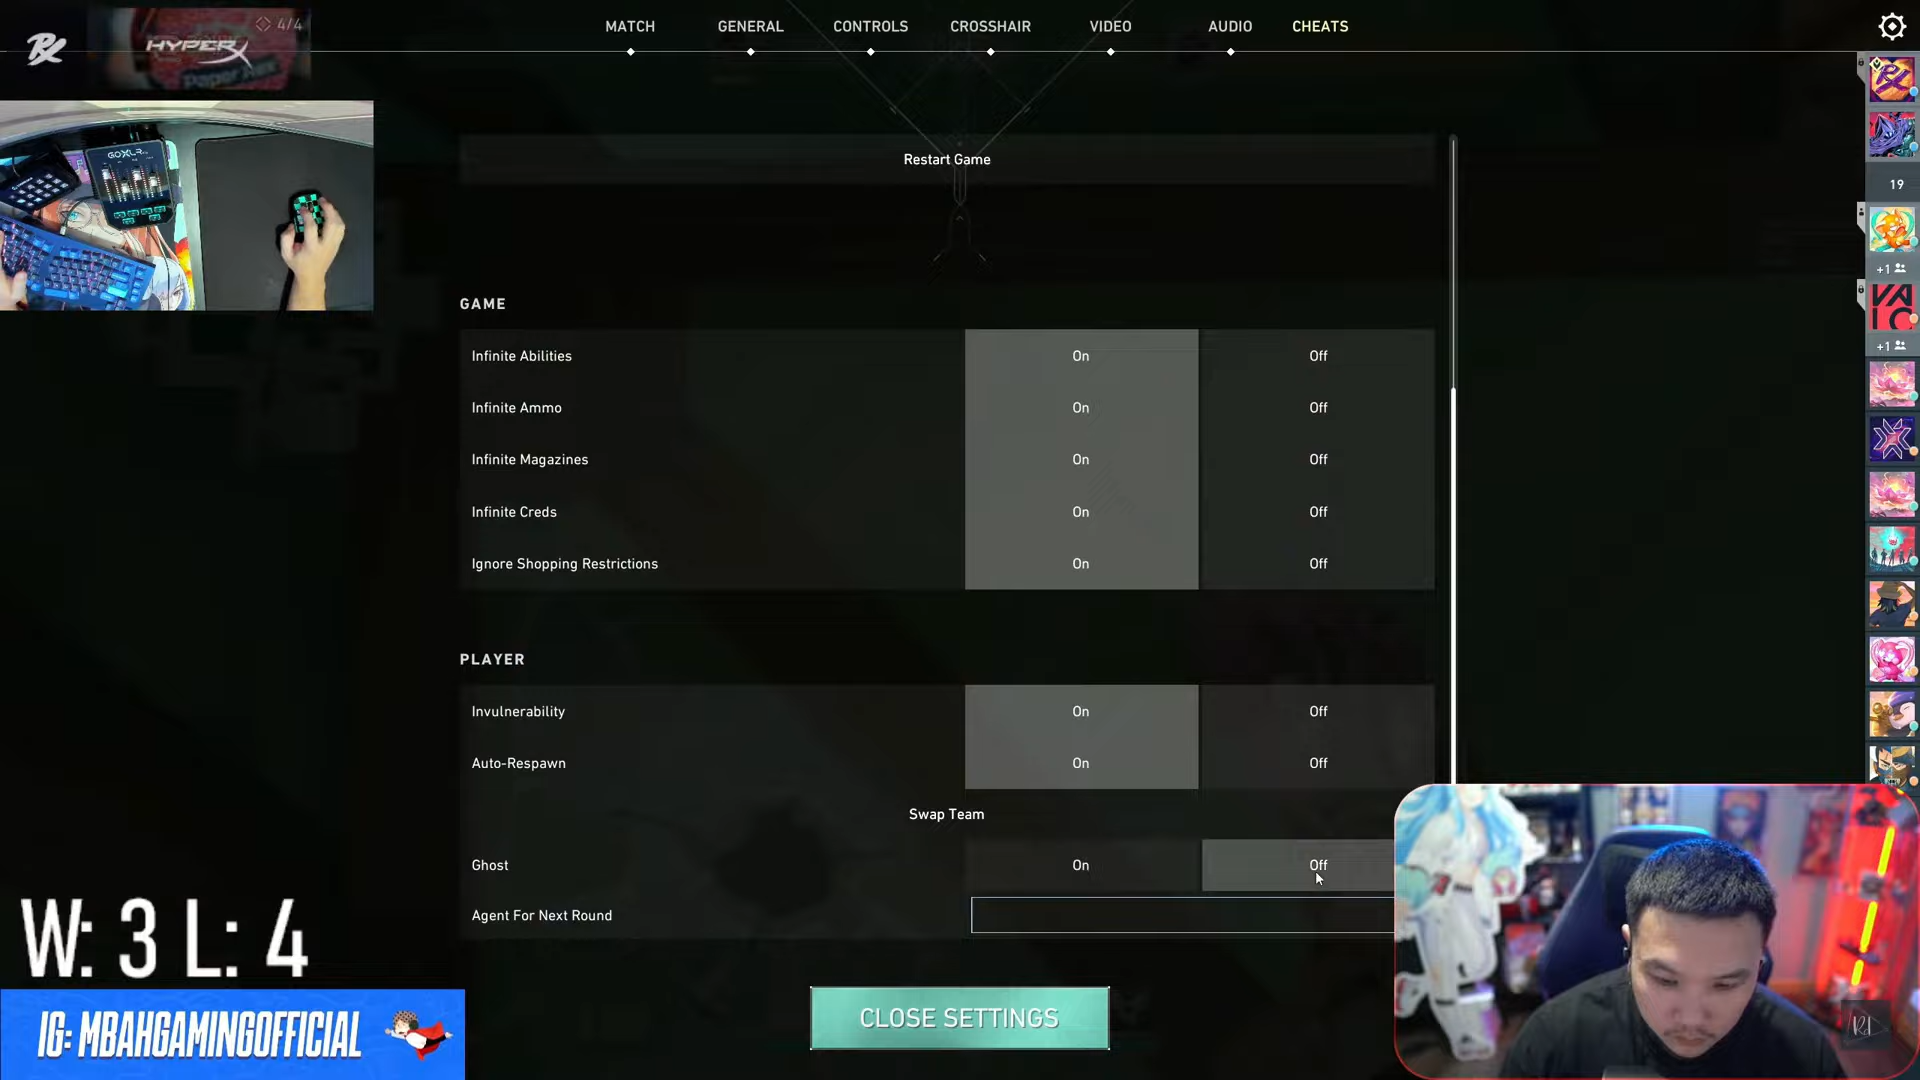 4/4
HYPERX
Paper Rex
MATCH
GENERAL
CONTROLS
CROSSHAIR
VIDEO
AUDIO
CHEATS
GOXLR
Restart Game
GAME
Infinite Abilities On Off
Infinite Ammo On Off
Infinite Magazines On Off
Infinite Creds On Off
Ignore Shopping Restrictions On Off
PLAYER
Invulnerability On Off
Auto-Respawn On Off
Swap Team
Ghost On Off
Agent For Next Round
CLOSE SETTINGS
19
+1
+1
W: 3 L: 4
IG: MBAHGAMINGOFFICIAL